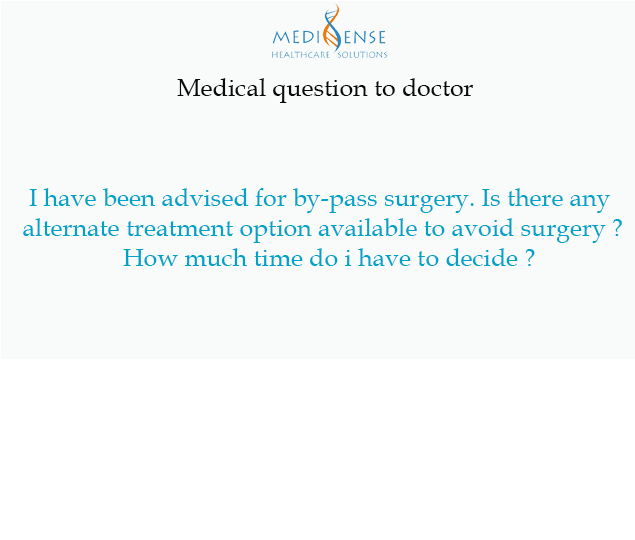 MEDISENSE
HEALTHCARE SOLUTIONS
Medical question to doctor
I have been advised for by-pass surgery. Is there any
alternate treatment option available to avoid surgery ?
How much time do i have to decide ?